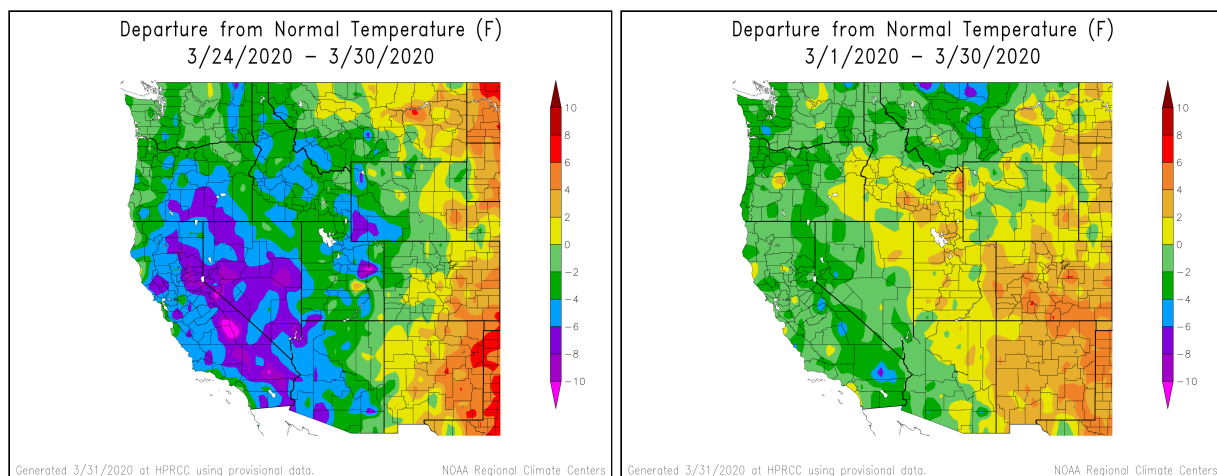 Departure from Normal Temperature (F)
3/24/2020 – 3/30/2020
10
8
6
4
2
0
−2
−4
−6
−8
−10
Generated 3/31/2020 at HPRCC using provisional data.
NOAA Regional Climate Centers
Departure from Normal Temperature (F)
3/1/2020 – 3/30/2020
10
8
6
4
2
0
−2
−4
−6
−8
−10
Generated 3/31/2020 at HPRCC using provisional data.
NOAA Regional Climate Centers